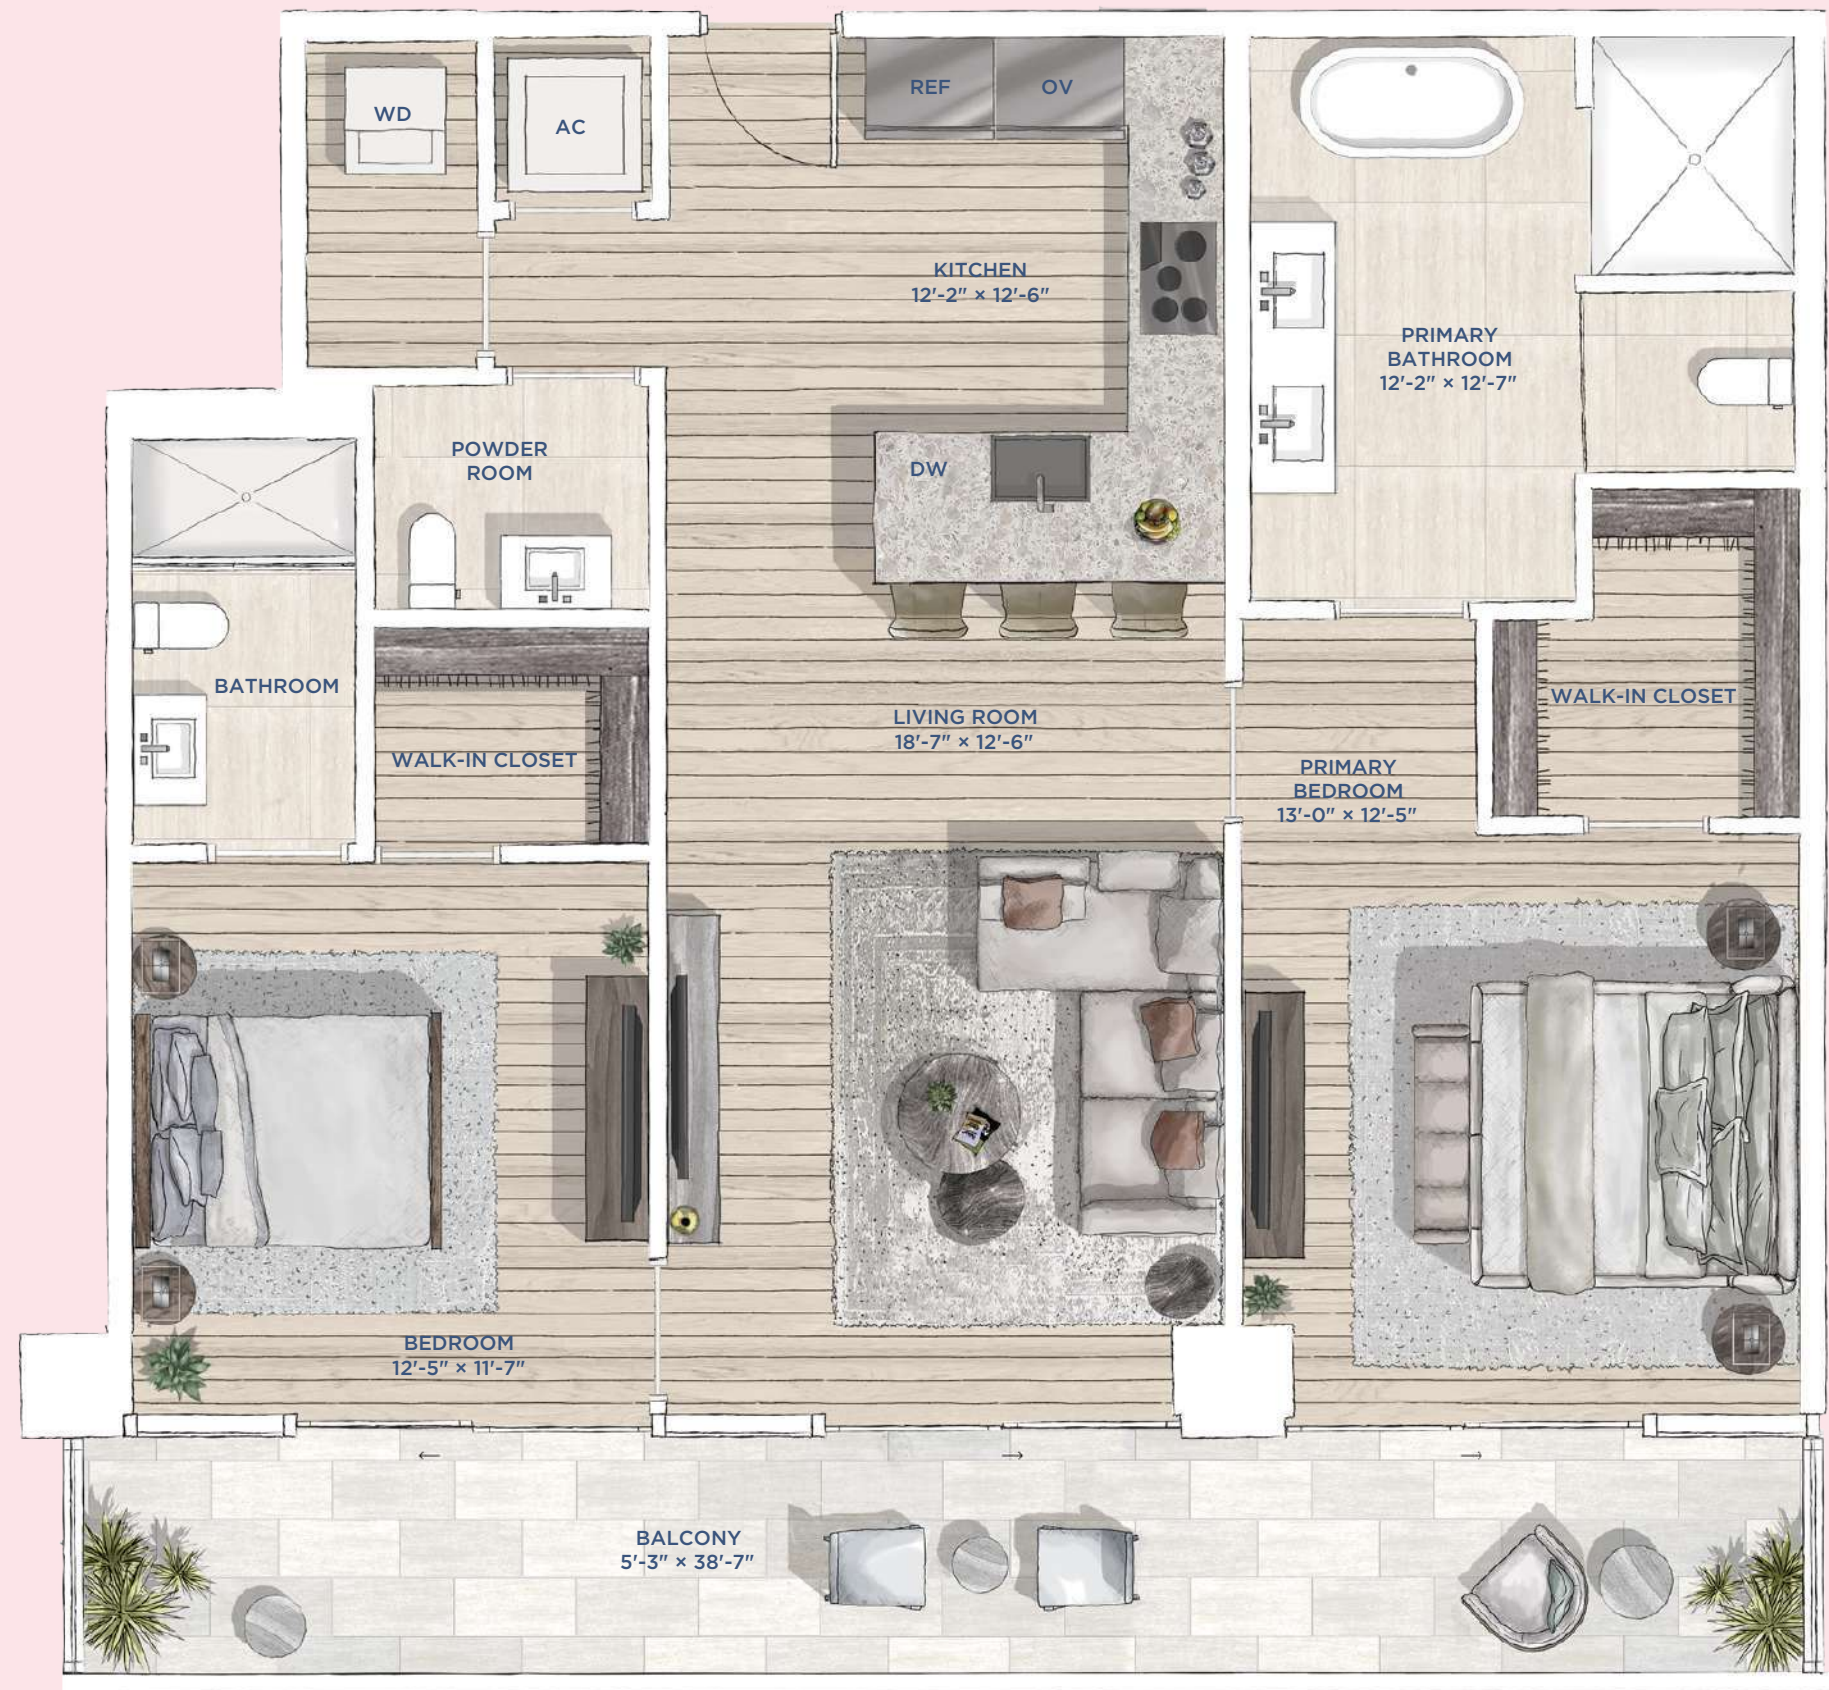 WD
AC
REF
OV
KITCHEN
12'-2" × 12'-6"
PRIMARY
BATHROOM
12'-2" × 12'-7"
POWDER
ROOM
DW
BATHROOM
WALK-IN CLOSET
LIVING ROOM
18'-7" × 12'-6"
WALK-IN CLOSET
PRIMARY
BEDROOM
13'-0" × 12'-5"
BEDROOM
12'-5" × 11'-7"
BALCONY
5'-3" × 38'-7"